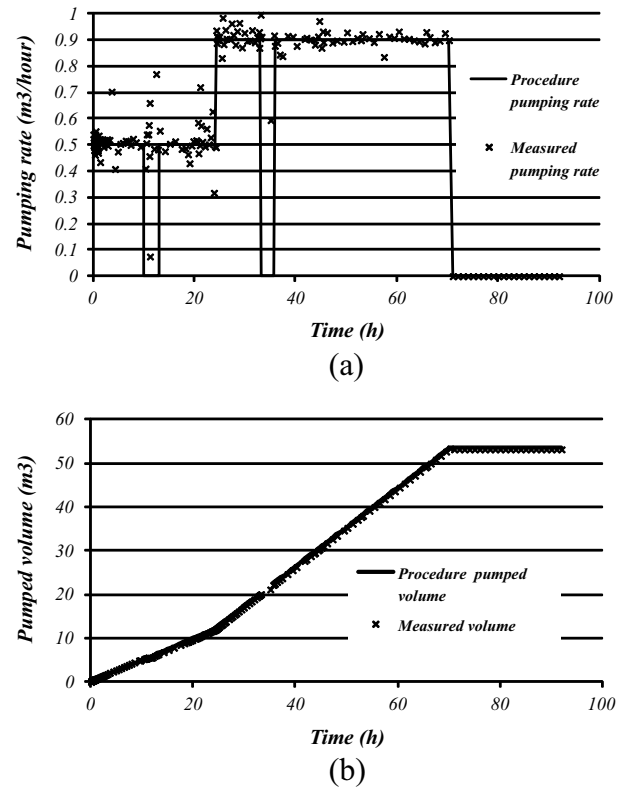 Pumping rate (m3/hour)
1
0.9
0.8
0.7
0.6
0.5
0.4
0.3
0.2
0.1
0
Procedure
pumping rate
Measured
pumping rate
0 20 40 60 80 100
Time (h)
(a)
Pumped volume (m3)
60
50
40
30
20
10
0
Procedure pumped
volume
Measured volume
0 20 40 60 80 100
Time (h)
(b)